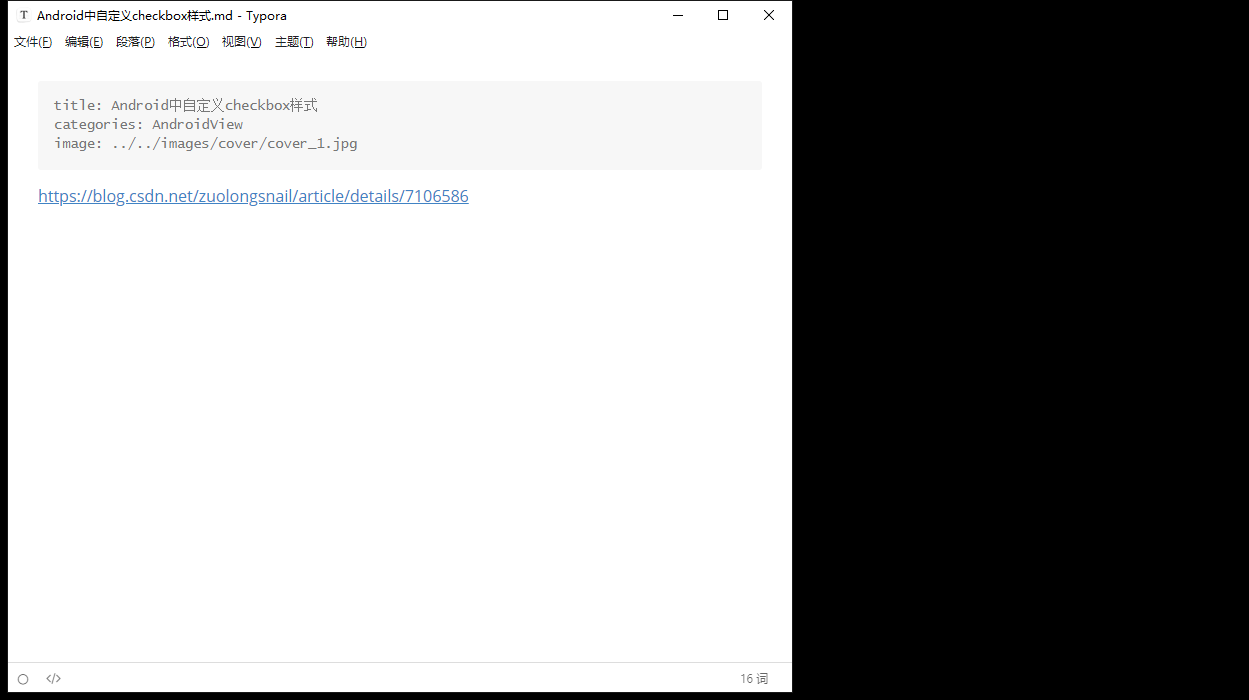 T Android中自定义checkbox样式.md - Typora
文件(F) 编辑(E) 段落(P) 格式(O) 视图(V) 主题(T) 帮助(H)
title: Android中自定义checkbox样式
categories: AndroidView
image: ../../images/cover/cover_1.jpg
https://blog.csdn.net/zuolongsnail/article/details/7106586
</> 16 词